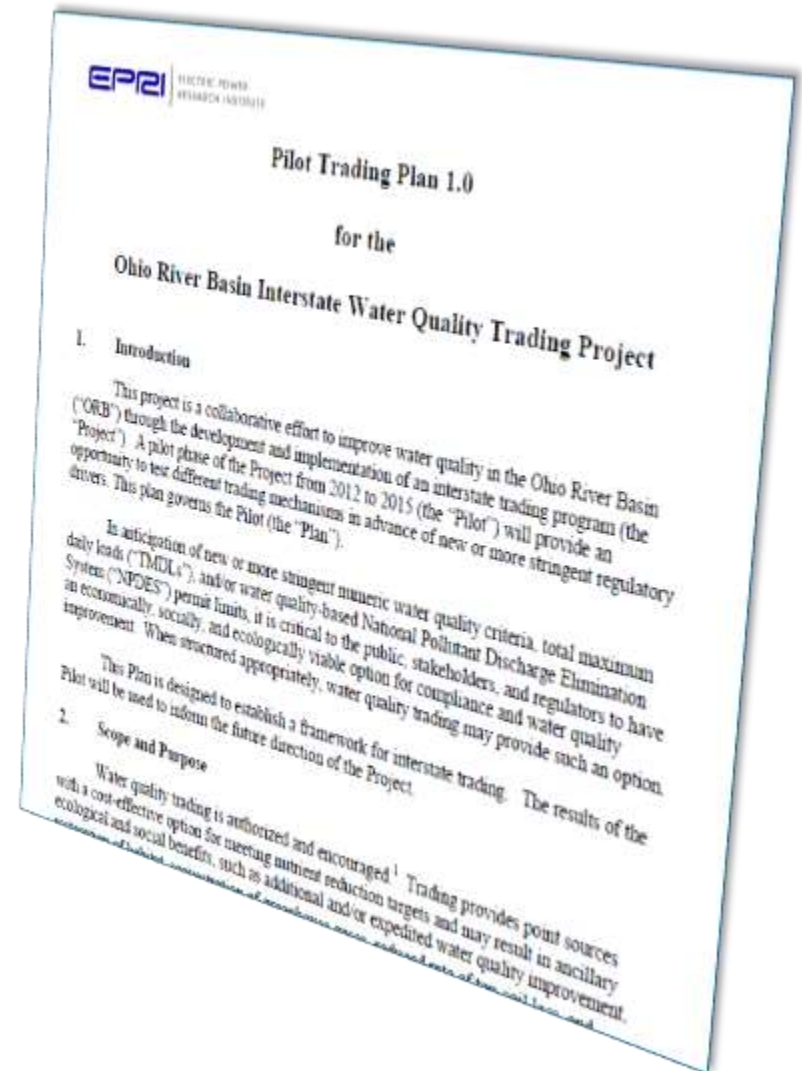 EPRI
ELECTRIC POWER
RESEARCH INSTITUTE
Pilot Trading Plan 1.0
for the
Ohio River Basin Interstate Water Quality Trading Project
1. Introduction
This project is a collaborative effort to improve water quality in the Ohio River Basin
("ORB") through the development and implementation of an interstate trading program (the
"Project"). A pilot phase of the Project from 2012 to 2015 (the "Pilot") will provide an
opportunity to test different trading mechanisms in advance of new or more stringent regulatory
drivers. This plan governs the Pilot (the "Plan").
In anticipation of new or more stringent numeric water quality criteria, total maximum
daily loads ("TMDLs"), and/or water quality-based National Pollutant Discharge Elimination
System ("NPDES") permit limits, it is critical to the public, stakeholders, and regulators to have
an economically, socially, and ecologically viable option for compliance and water quality
improvement. When structured appropriately, water quality trading may provide such an option.
This Plan is designed to establish a framework for interstate trading. The results of the
Pilot will be used to inform the future direction of the Project.
2. Scope and Purpose
Water quality trading is authorized and encouraged.1 Trading provides point sources
with a cost-effective option for meeting nutrient reduction targets and may result in ancillary
ecological and social benefits, such as additional and/or expedited water quality improvement,
of habitat, of